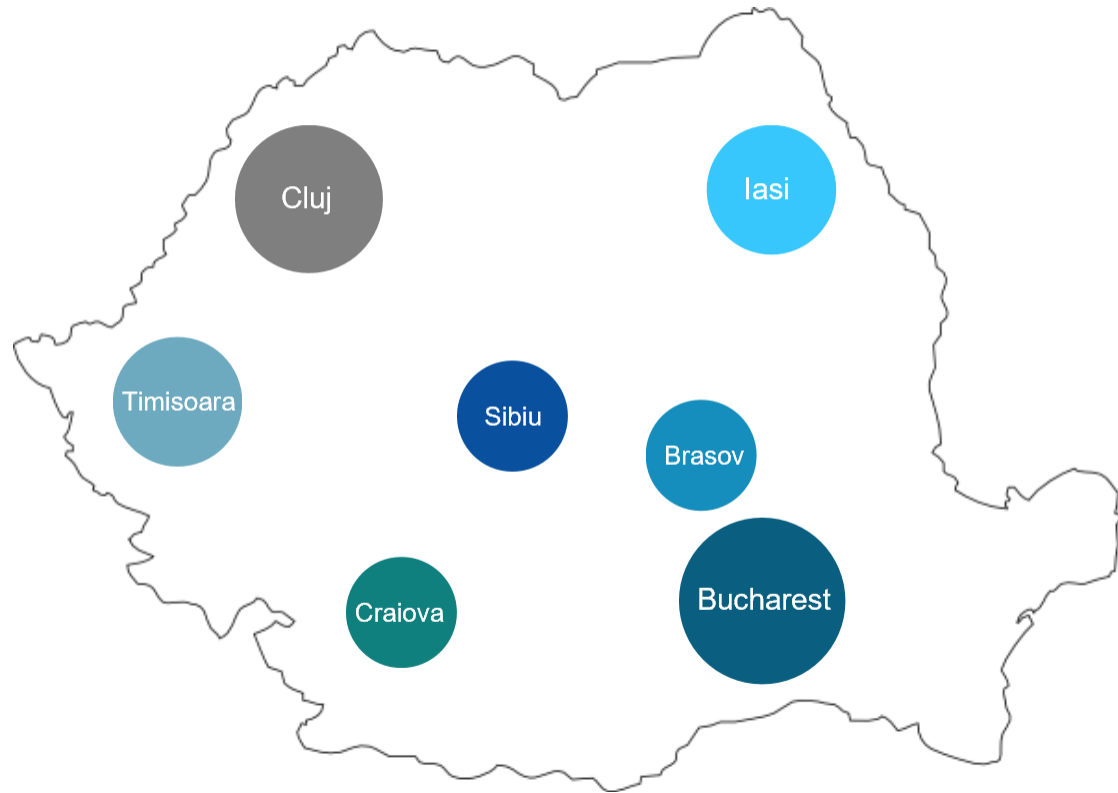 Cluj
Iasi
Timisoara
Sibiu
Brasov
Craiova
Bucharest